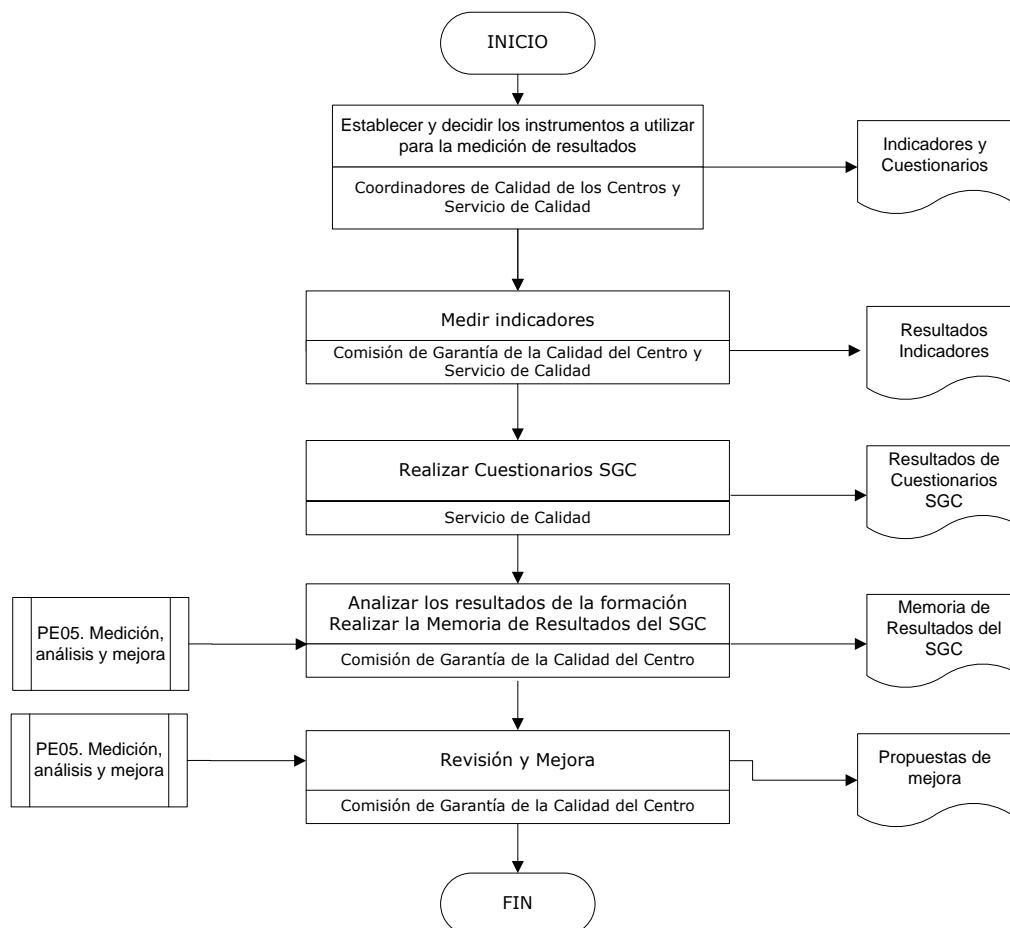 INICIO
Establecer y decidir los instrumentos a utilizar
para la medición de resultados
Coordinadores de Calidad de los Centros y
Servicio de Calidad
Indicadores y
Cuestionarios
Medir indicadores
Comisión de Garantía de la Calidad del Centro y
Servicio de Calidad
Resultados
Indicadores
Realizar Cuestionarios SGC
Servicio de Calidad
Resultados de
Cuestionarios
SGC
PE05. Medición,
análisis y mejora
Analizar los resultados de la formación
Realizar la Memoria de Resultados del SGC
Comisión de Garantía de la Calidad del Centro
Memoria de
Resultados del
SGC
PE05. Medición,
análisis y mejora
Revisión y Mejora
Comisión de Garantía de la Calidad del Centro
Propuestas de
mejora
FIN